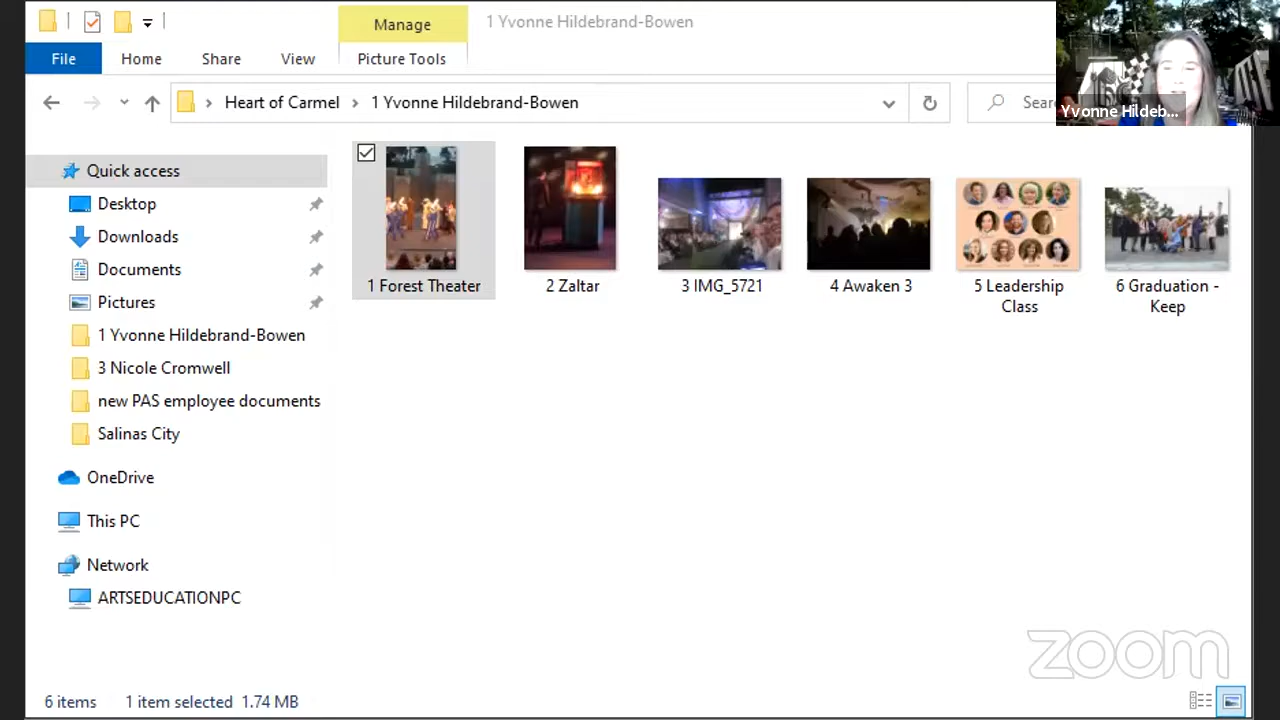 Manage
1 Yvonne Hildebrand-Bowen
File
Home
Share
View
Picture Tools
Heart of Carmel
1 Yvonne Hildebrand-Bowen
Sear
Yvonne Hildeb...
Quick access
Desktop
Downloads
Documents
Pictures
1 Yvonne Hildebrand-Bowen
3 Nicole Cromwell
new PAS employee documents
Salinas City
OneDrive
This PC
Network
ARTSEDUCATIONPC
1 Forest Theater
2 Zaltar
3 IMG_5721
4 Awaken 3
5 Leadership
Class
6 Graduation -
Keep
zoom
6 items
1 item selected 1.74 MB